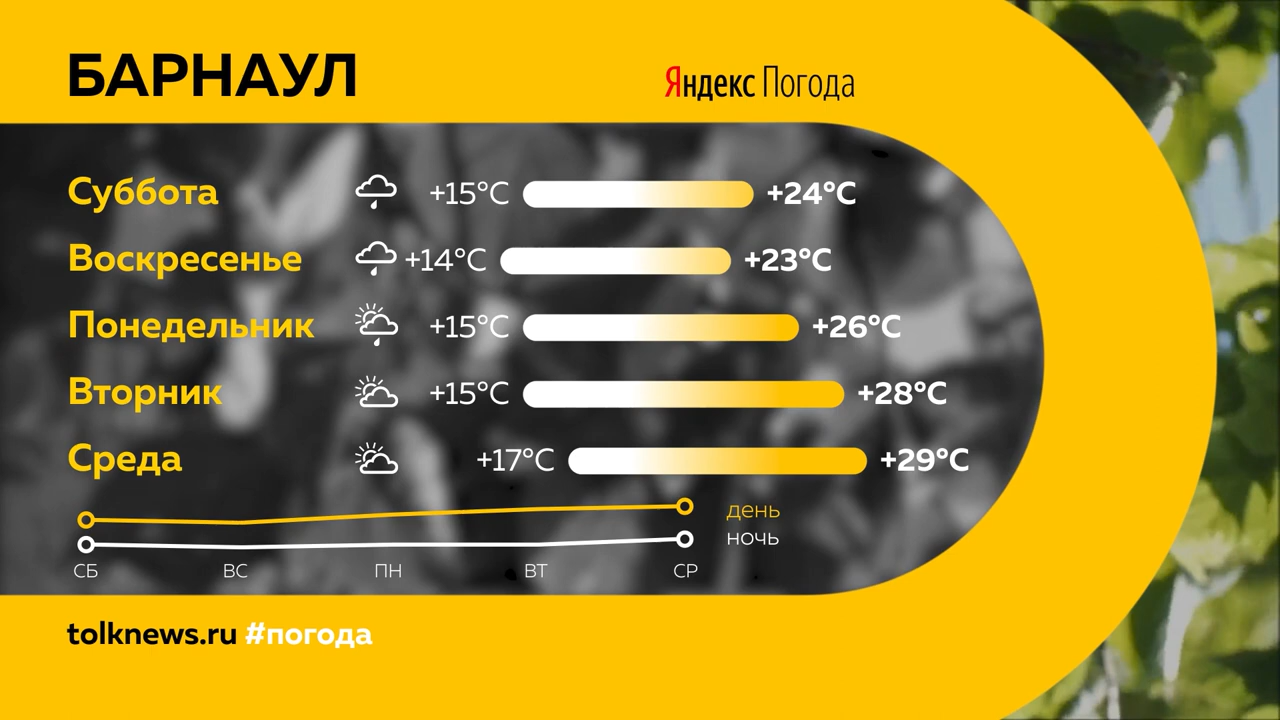 БАРНАУЛ
Яндекс Погода
Суббота +15°C +24°C
Воскресенье +14°C +23°C
Понедельник +15°C +26°C
Вторник +15°C +28°C
Среда +17°C +29°C
день
ночь
СБ ВС ПН ВТ СР
tolknews.ru #погода